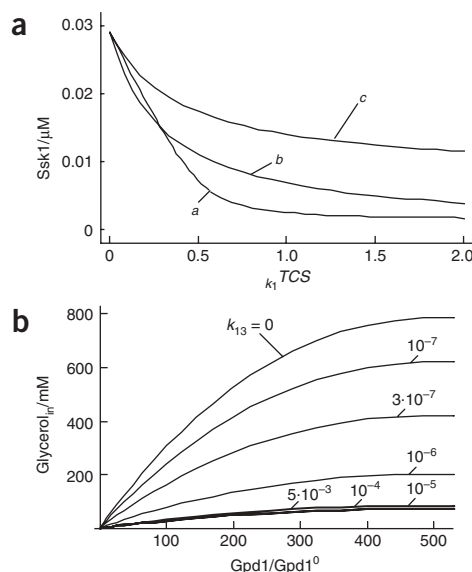 a
0.03
0.02
0.01
0
Ssk1/µM
c
b
a
0
0.5
1.0
1.5
2.0
k₁TCS
b
800
600
400
200
Glycerolᵢₙ/mM
k₁₃ = 0
10⁻⁷
3·10⁻⁷
10⁻⁶
5·10⁻³
10⁻⁴
10⁻⁵
100
200
300
400
500
Gpd1/Gpd1⁰